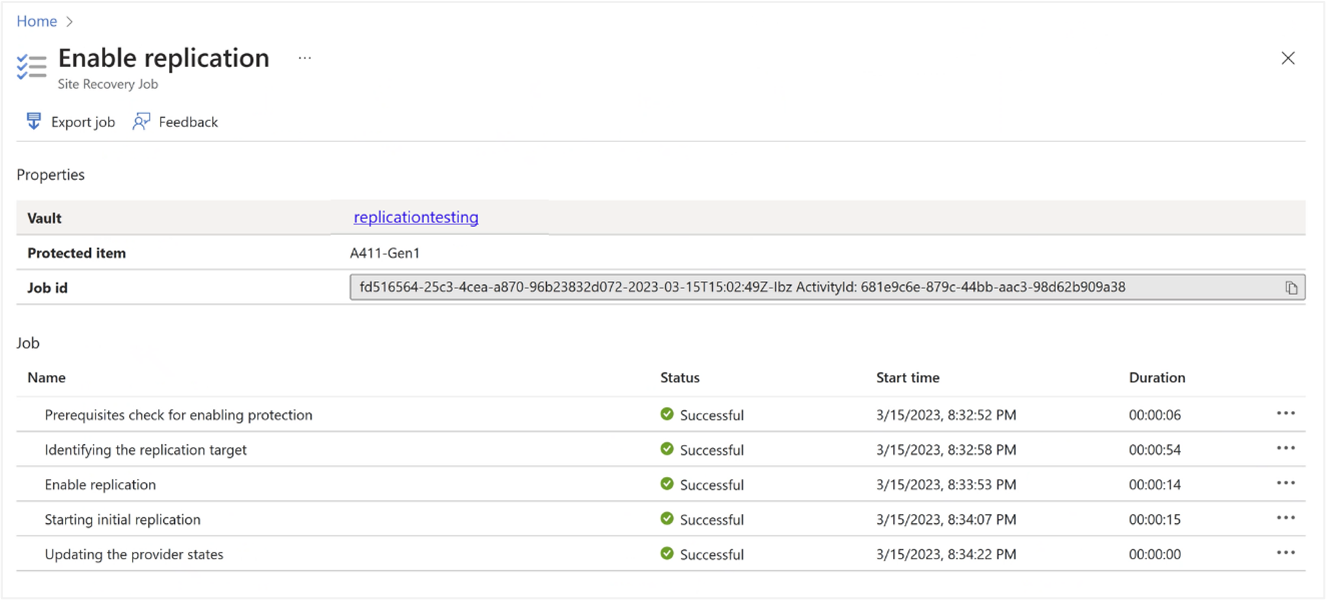 Home
Enable replication ...
Site Recovery Job
Export job Feedback
Properties
Vault replicationtesting
Protected item A411-Gen1
Job id fd516564-25c3-4cea-a870-96b23832d072-2023-03-15T15:02:49Z-Ibz ActivityId: 681e9c6e-879c-44bb-aac3-98d62b909a38
Job
Name Status Start time Duration
Prerequisites check for enabling protection Successful 3/15/2023, 8:32:52 PM 00:00:06
Identifying the replication target Successful 3/15/2023, 8:32:58 PM 00:00:54
Enable replication Successful 3/15/2023, 8:33:53 PM 00:00:14
Starting initial replication Successful 3/15/2023, 8:34:07 PM 00:00:15
Updating the provider states Successful 3/15/2023, 8:34:22 PM 00:00:00